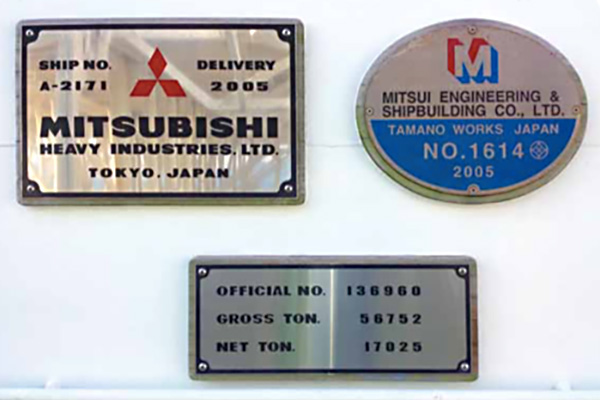 SHIP NO. DELIVERY
A-2171 2005
MITSUBISHI
HEAVY INDUSTRIES, LTD.
TOKYO, JAPAN
M
MITSUI ENGINEERING &
SHIPBUILDING CO., LTD.
TAMANO WORKS JAPAN
NO.1614
2005
OFFICIAL NO. 136960
GROSS TON. 56752
NET TON. 17025